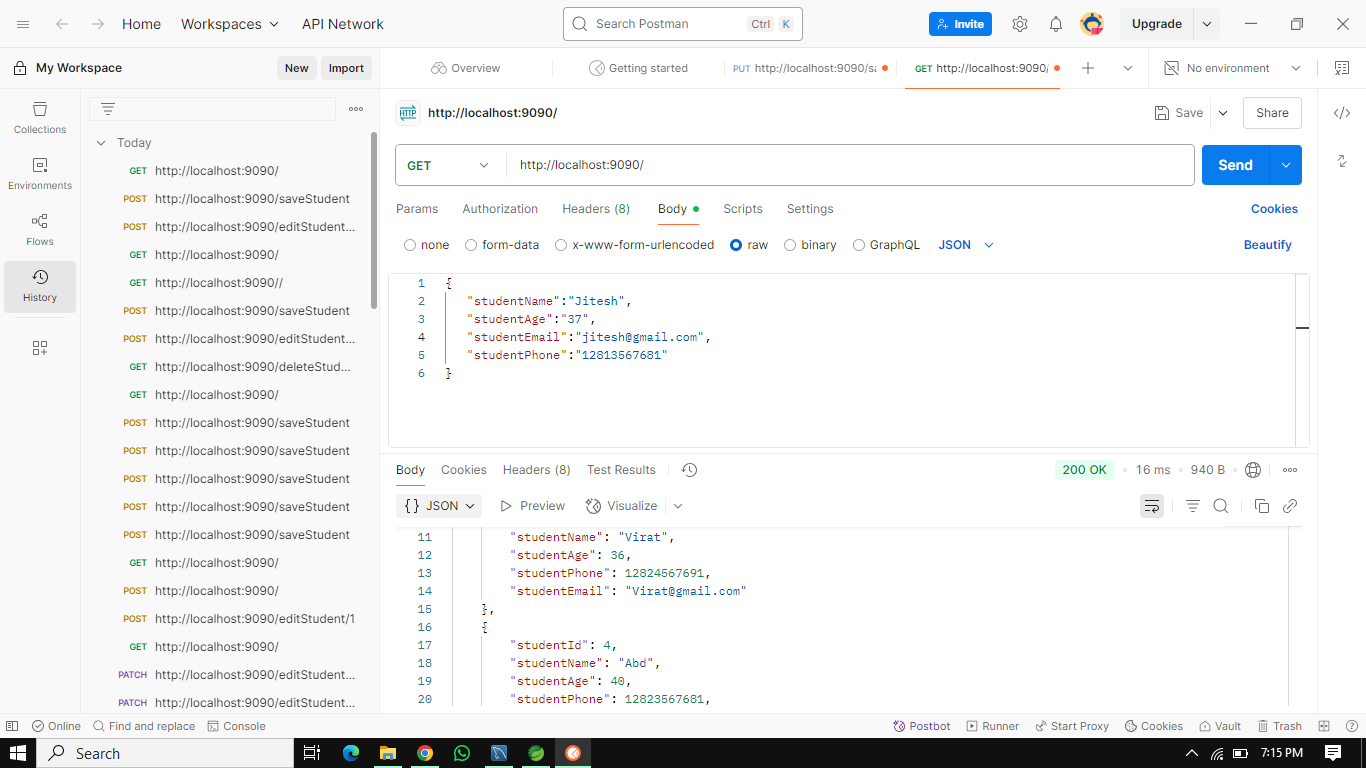 Home Workspaces API Network Search Postman Ctrl K Invite Upgrade
My Workspace New Import Overview Getting started PUT http://localhost:9090/sa GET http://localhost:9090/ No environment
Collections
Environments
Flows
History
Today
GET http://localhost:9090/
POST http://localhost:9090/saveStudent
POST http://localhost:9090/editStudent...
GET http://localhost:9090/
GET http://localhost:9090//
POST http://localhost:9090/saveStudent
POST http://localhost:9090/editStudent...
GET http://localhost:9090/deleteStud...
GET http://localhost:9090/
POST http://localhost:9090/saveStudent
POST http://localhost:9090/saveStudent
POST http://localhost:9090/saveStudent
POST http://localhost:9090/saveStudent
POST http://localhost:9090/saveStudent
GET http://localhost:9090/
POST http://localhost:9090/
POST http://localhost:9090/editStudent/1
GET http://localhost:9090/
PATCH http://localhost:9090/editStudent...
PATCH http://localhost:9090/editStudent...
HTTP http://localhost:9090/ Save Share
GET http://localhost:9090/ Send
Params Authorization Headers (8) Body Scripts Settings Cookies
none form-data x-www-form-urlencoded raw binary GraphQL JSON Beautify
1 {
2 "studentName":"Jitesh",
3 "studentAge":"37",
4 "studentEmail":"jitesh@gmail.com",
5 "studentPhone":"12813567681"
6 }
Body Cookies Headers (8) Test Results 200 OK • 16 ms • 940 B •
{} JSON Preview Visualize
11 "studentName": "Virat",
12 "studentAge": 36,
13 "studentPhone": 12824567691,
14 "studentEmail": "Virat@gmail.com"
15 },
16 {
17 "studentId": 4,
18 "studentName": "Abd",
19 "studentAge": 40,
20 "studentPhone": 12823567681,
Online Find and replace Console Postbot Runner Start Proxy Cookies Vault Trash
Search 7:15 PM